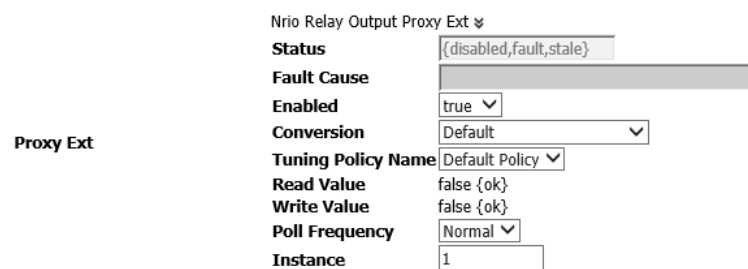 Nrio Relay Output Proxy Ext
Status {disabled,fault,stale}
Fault Cause
Enabled true
Proxy Ext
Conversion Default
Tuning Policy Name Default Policy
Read Value false {ok}
Write Value false {ok}
Poll Frequency Normal
Instance 1